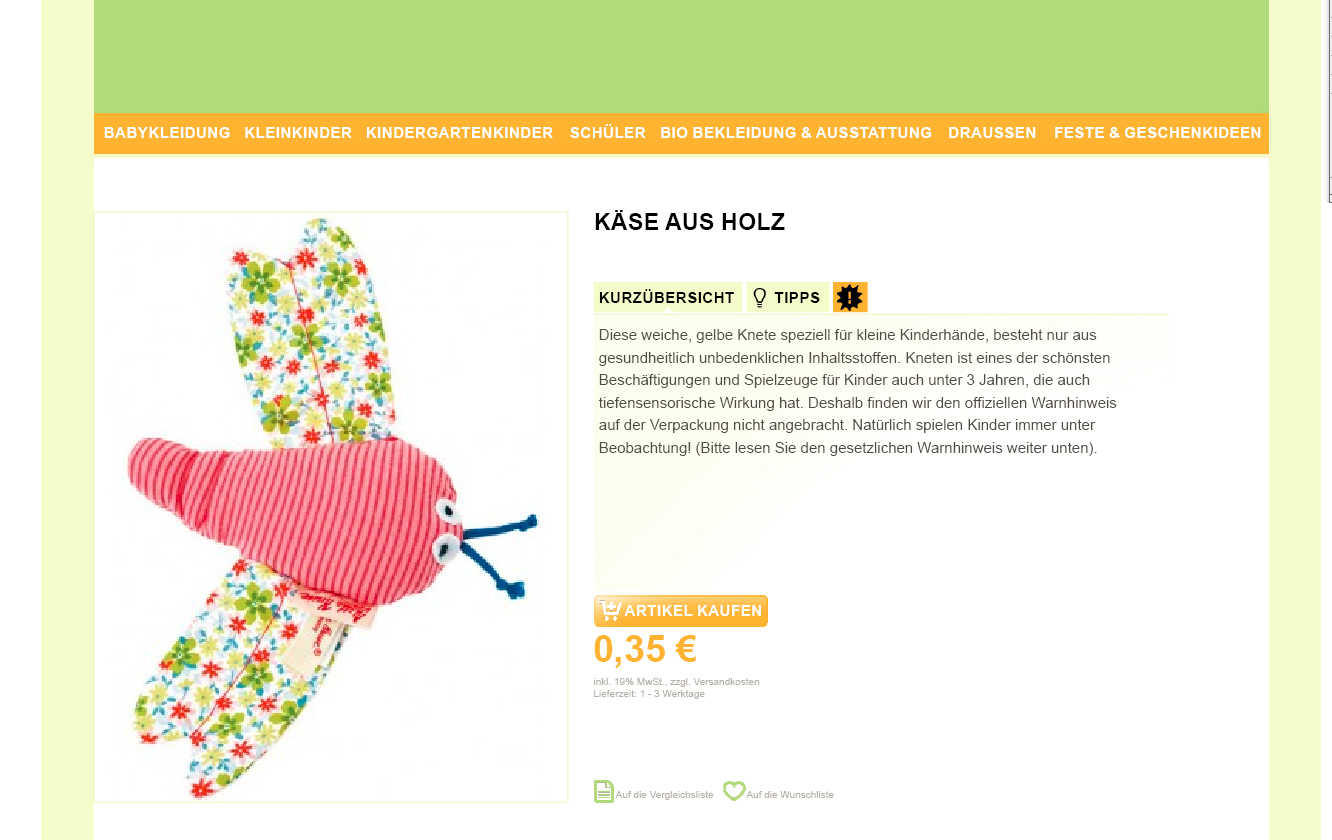 BABYKLEIDUNG KLEINKINDER KINDERGARTENKINDER SCHÜLER BIO BEKLEIDUNG & AUSSTATTUNG DRAUSSEN FESTE & GESCHENKIDEEN
KÄSE AUS HOLZ
KURZÜBERSICHT TIPPS
Diese weiche, gelbe Knete speziell für kleine Kinderhände, besteht nur aus
gesundheitlich unbedenklichen Inhaltsstoffen. Kneten ist eines der schönsten
Beschäftigungen und Spielzeuge für Kinder auch unter 3 Jahren, die auch
tiefensensorische Wirkung hat. Deshalb finden wir den offiziellen Warnhinweis
auf der Verpackung nicht angebracht. Natürlich spielen Kinder immer unter
Beobachtung! (Bitte lesen Sie den gesetzlichen Warnhinweis weiter unten).
ARTIKEL KAUFEN
0,35 €
inkl. 19% MwSt., zzgl. Versandkosten
Lieferzeit: 1 - 3 Werktage
Auf die Vergleichsliste Auf die Wunschliste